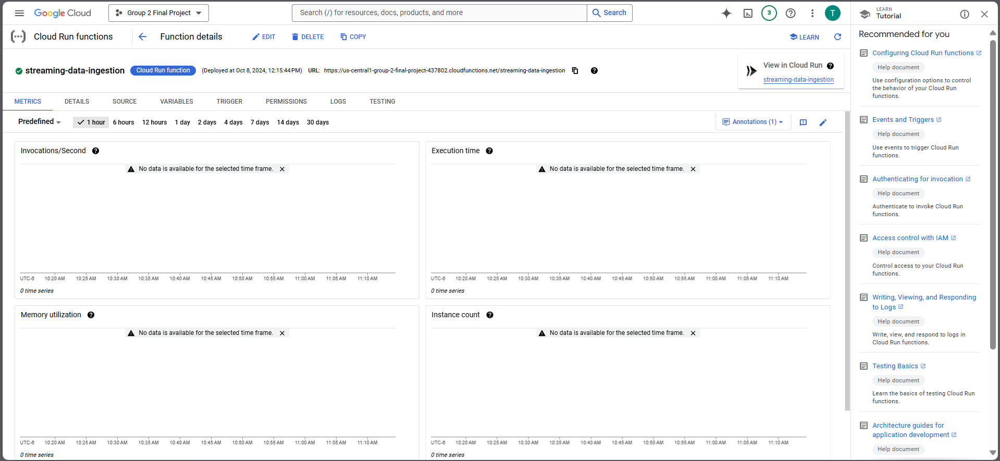 Google Cloud
Group 2 Final Project
Search (/) for resources, docs, products, and more
Search
3
T
LEARN
Tutorial
Cloud Run functions
Function details
EDIT
DELETE
COPY
LEARN
streaming-data-ingestion
Cloud Run function
(Deployed at Oct 8, 2024, 12:15:44 PM)
URL: https://us-central1-group-2-final-project-437802.cloudfunctions.net/streaming-data-ingestion
View in Cloud Run
streaming-data-ingestion
METRICS
DETAILS
SOURCE
VARIABLES
TRIGGER
PERMISSIONS
LOGS
TESTING
Predefined
1 hour
6 hours
12 hours
1 day
2 days
4 days
7 days
14 days
30 days
Annotations (1)
Invocations/Second
No data is available for the selected time frame.
UTC-6 10:20 AM 10:25 AM 10:30 AM 10:35 AM 10:40 AM 10:45 AM 10:50 AM 10:55 AM 11:00 AM 11:05 AM 11:10 AM
0 time series
Execution time
No data is available for the selected time frame.
UTC-6 10:20 AM 10:25 AM 10:30 AM 10:35 AM 10:40 AM 10:45 AM 10:50 AM 10:55 AM 11:00 AM 11:05 AM 11:10 AM
0 time series
Memory utilization
No data is available for the selected time frame.
UTC-6 10:20 AM 10:25 AM 10:30 AM 10:35 AM 10:40 AM 10:45 AM 10:50 AM 10:55 AM 11:00 AM 11:05 AM 11:10 AM
0 time series
Instance count
No data is available for the selected time frame.
UTC-6 10:20 AM 10:25 AM 10:30 AM 10:35 AM 10:40 AM 10:45 AM 10:50 AM 10:55 AM 11:00 AM 11:05 AM 11:10 AM
0 time series
Recommended for you
Configuring Cloud Run functions
Help document
Use configuration options to control
the behavior of your Cloud Run
functions.
Events and Triggers
Help document
Use events to trigger Cloud Run
functions.
Authenticating for invocation
Help document
Authenticate to invoke Cloud Run
functions.
Access control with IAM
Help document
Control access to your Cloud Run
functions.
Writing, Viewing, and Responding
to Logs
Help document
Write, view, and respond to logs in
Cloud Run functions.
Testing Basics
Help document
Learn the basics of testing Cloud Run
functions.
Architecture guides for
application development
Help document